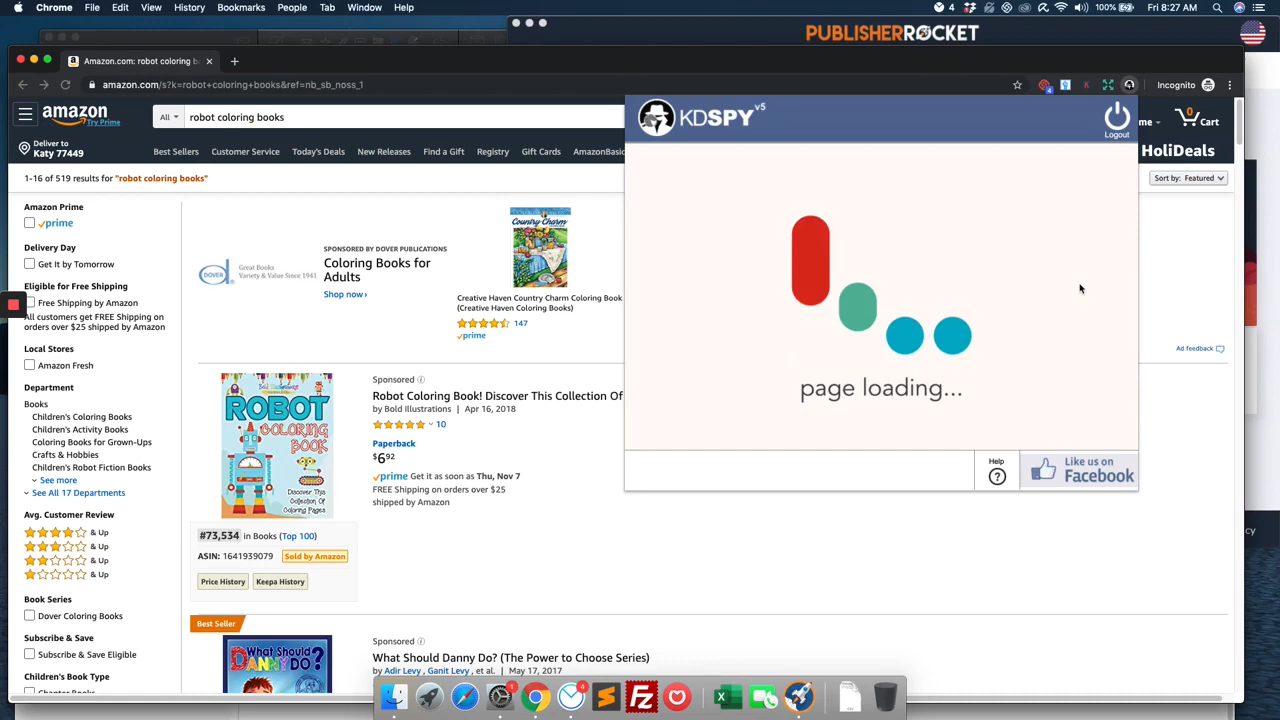 Chrome File Edit View History Bookmarks People Tab Window Help
4 100% Fri 8:27 AM
PUBLISHERROCKET
Amazon.com: robot coloring b
amazon.com/s?k=robot+coloring+books&ref=nb_sb_noss_1
4
K
Incognito
amazon
Try Prime
All robot coloring books
me
0
Cart
Deliver to
Katy 77449
Best Sellers Customer Service Today's Deals New Releases Find a Gift Registry Gift Cards AmazonBasic
HoliDeals
1-16 of 519 results for "robot coloring books"
Sort by: Featured
Amazon Prime
prime
Delivery Day
Get It by Tomorrow
Eligible for Free Shipping
Free Shipping by Amazon
All customers get FREE Shipping on
orders over $25 shipped by Amazon
Local Stores
Amazon Fresh
Department
Books
Children's Coloring Books
Children's Activity Books
Coloring Books for Grown-Ups
Crafts & Hobbies
Children's Robot Fiction Books
See more
See All 17 Departments
Avg. Customer Review
& Up
& Up
& Up
& Up
Book Series
Dover Coloring Books
Subscribe & Save
Subscribe & Save Eligible
Children's Book Type
DOVER
Great Books
Variety & Value Since 1941
SPONSORED BY DOVER PUBLICATIONS
Coloring Books for
Adults
Shop now ›
Country Charm
Creative Haven Country Charm Coloring Book
(Creative Haven Coloring Books)
147
prime
Ad feedback
ROBOT
COLORING
BOOK
Discover This
Collection Of
Coloring Pages
#73,534 in Books (Top 100)
ASIN: 1641939079 Sold by Amazon
Price History Keepa History
Sponsored
Robot Coloring Book! Discover This Collection Of
by Bold Illustrations | Apr 16, 2018
10
Paperback
$6.92
prime Get it as soon as Thu, Nov 7
FREE Shipping on orders over $25
shipped by Amazon
Best Seller
What Should
DANNY DO?
Sponsored
What Should Danny Do? (The Power to Choose Series)
by Adir Levy , Ganit Levy , et al. | May 17, 2017
KDSPY v5
Logout
page loading...
Help
?
Like us on
Facebook
cy
Fz